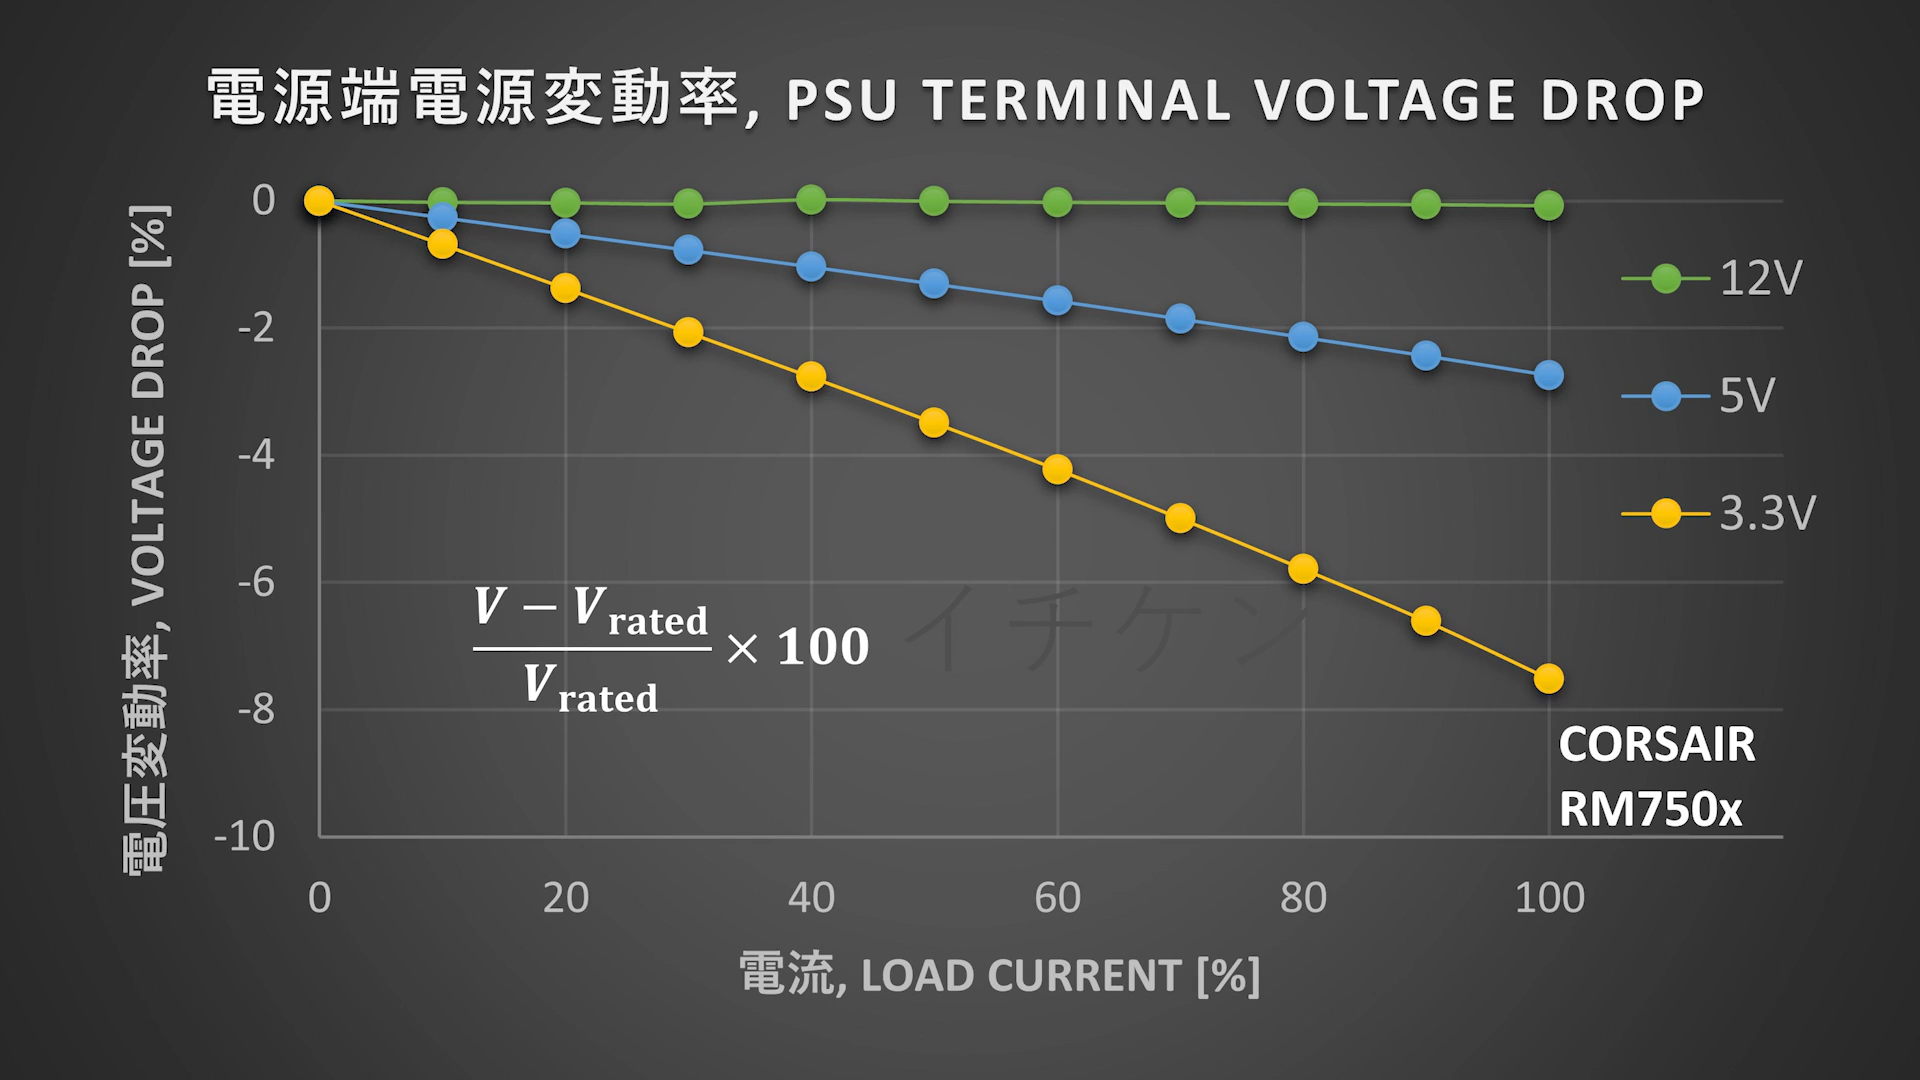 電源端電源変動率, PSU TERMINAL VOLTAGE DROP
電圧変動率, VOLTAGE DROP [%]
0
-2
-4
-6
-8
-10
12V
5V
3.3V
V − Vrated
Vrated
× 100
イチケン
CORSAIR
RM750x
0 20 40 60 80 100
電流, LOAD CURRENT [%]